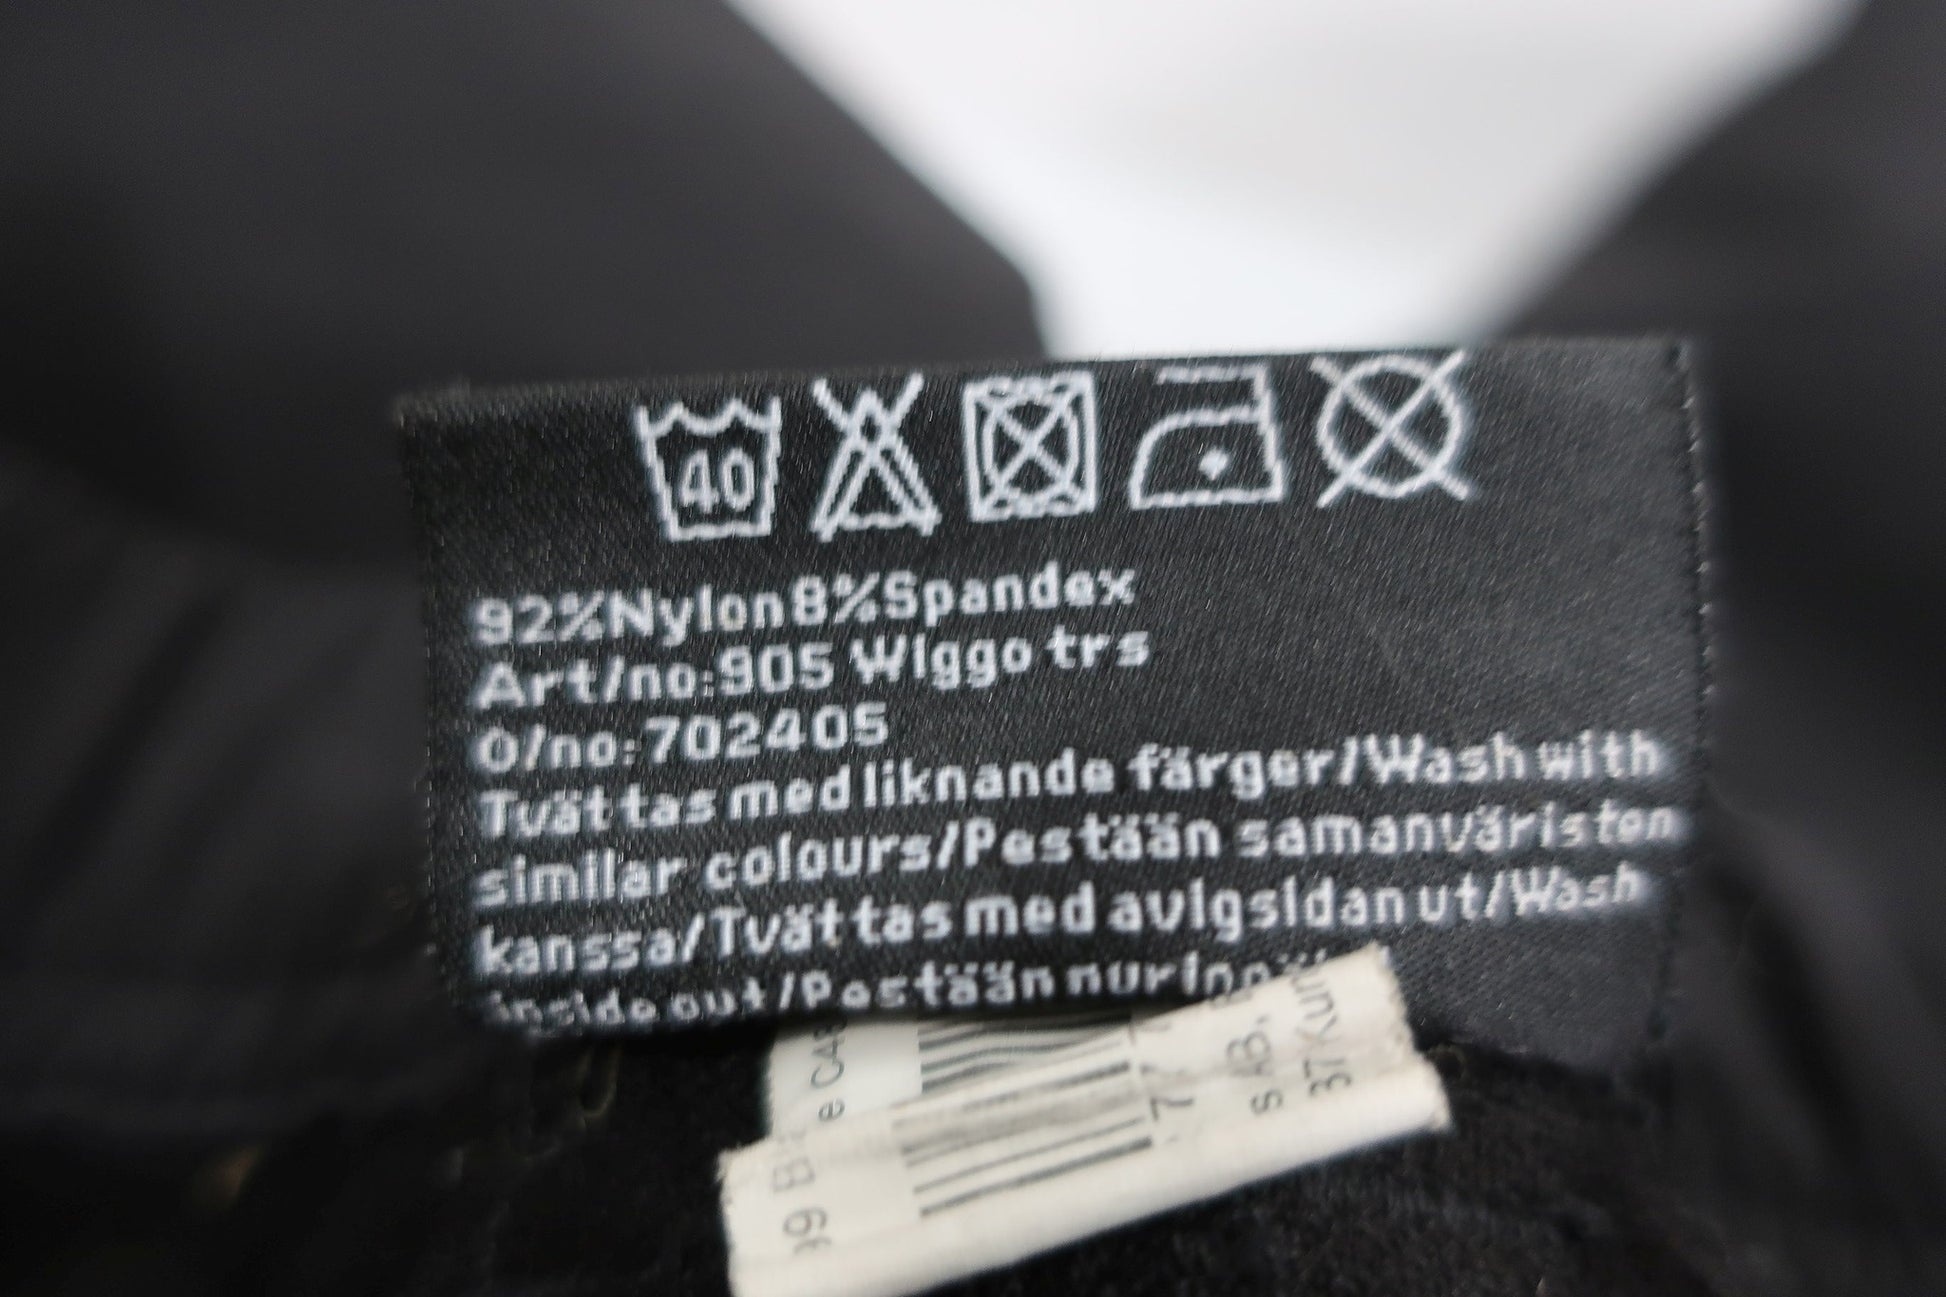 40
92%Nylon8%Spandex
Art/no:905 Wiggo trs
O/no:702405
Tvättas med liknande färger/Wash with
similar colours/Pestään samanväristen
kanssa/Tvättas med avigsidan ut/Wash
inside out/Pestään nurin